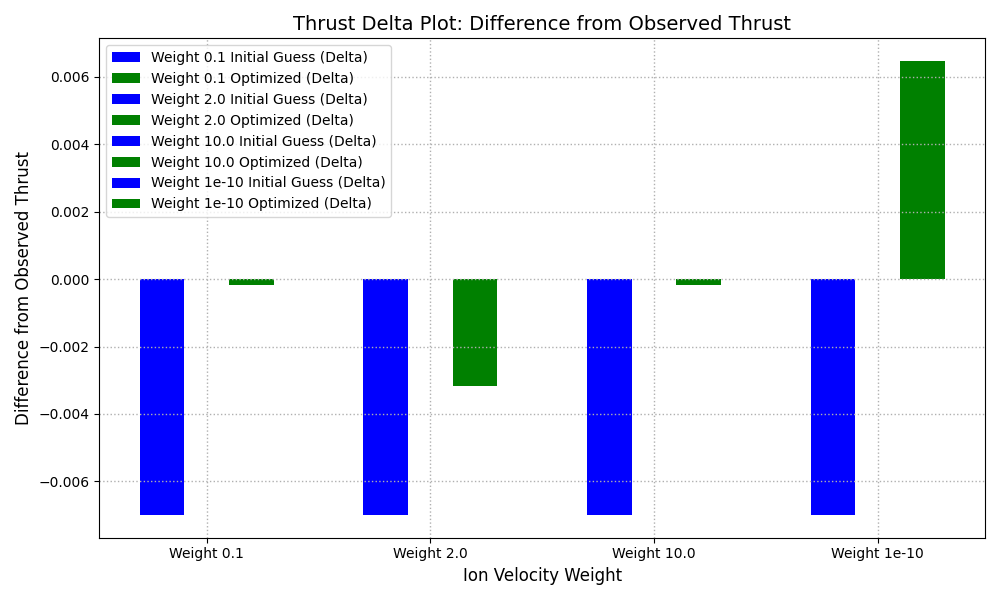 Thrust Delta Plot: Difference from Observed Thrust
Weight 0.1 Initial Guess (Delta)
Weight 0.1 Optimized (Delta)
Weight 2.0 Initial Guess (Delta)
Weight 2.0 Optimized (Delta)
Weight 10.0 Initial Guess (Delta)
Weight 10.0 Optimized (Delta)
Weight 1e-10 Initial Guess (Delta)
Weight 1e-10 Optimized (Delta)
Difference from Observed Thrust
0.006
0.004
0.002
0.000
−0.002
−0.004
−0.006
Weight 0.1
Weight 2.0
Weight 10.0
Weight 1e-10
Ion Velocity Weight